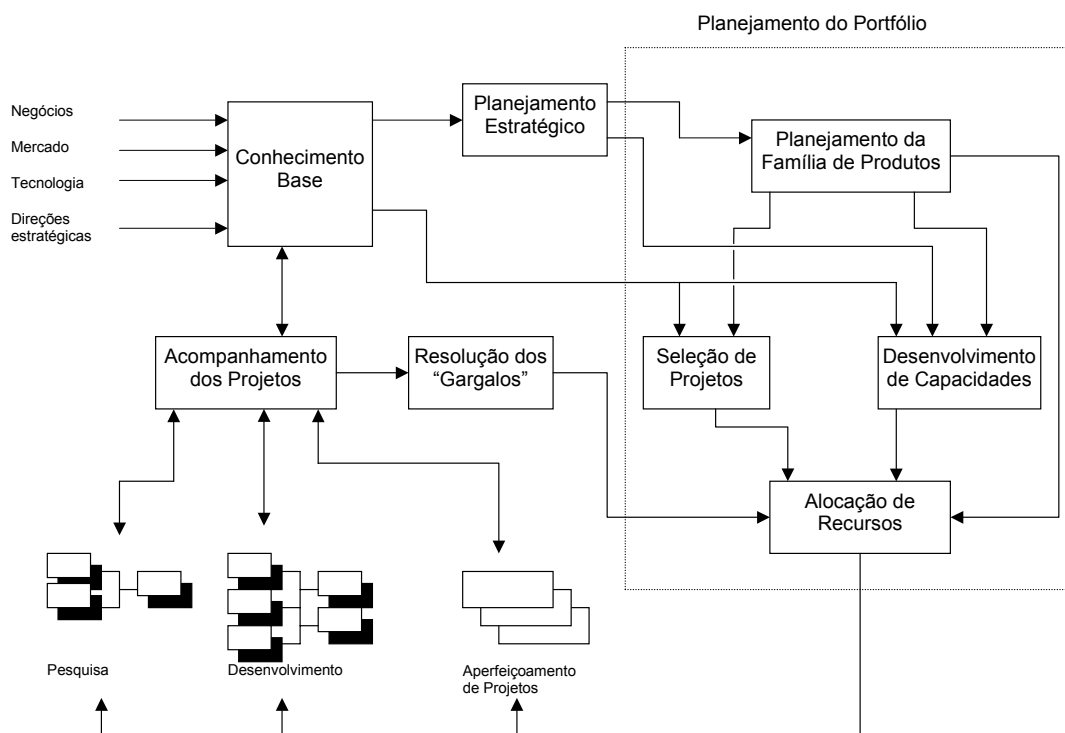 Planejamento do Portfólio
Negócios
Mercado
Tecnologia
Direções
estratégicas
Conhecimento
Base
Planejamento
Estratégico
Planejamento da
Família de Produtos
Acompanhamento
dos Projetos
Resolução dos
“Gargalos”
Seleção de
Projetos
Desenvolvimento
de Capacidades
Alocação de
Recursos
Pesquisa
Desenvolvimento
Aperfeiçoamento
de Projetos